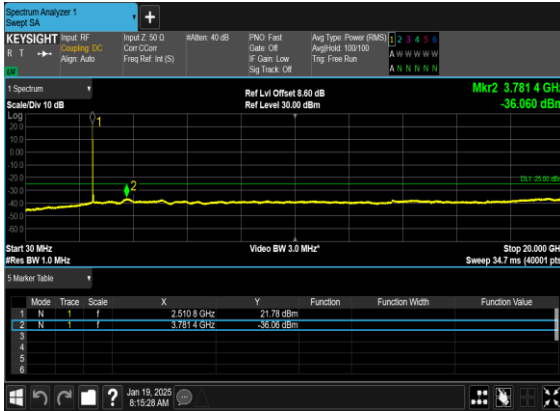 Spectrum Analyzer 1
Swept SA
+
KEYSIGHT
R T
LXI
Input: RF
Coupling: DC
Align: Auto
Input Z: 50 Ω
Corr CCorr
Freq Ref: Int (S)
#Atten: 40 dB
PNO: Fast
Gate: Off
IF Gain: Low
Sig Track: Off
Avg Type: Power (RMS)
Avg|Hold: 100/100
Trig: Free Run
1 2 3 4 5 6
A W W W W W
A N N N N N
1 Spectrum
Scale/Div 10 dB
Ref Lvl Offset 8.60 dB
Ref Level 30.00 dBm
Mkr2 3.781 4 GHz
-36.060 dBm
Log
20.0
10.0
0.00
-10.0
-20.0
-30.0
-40.0
-50.0
-60.0
1
2
DL1 -25.00 dBm
Start 30 MHz
#Res BW 1.0 MHz
Video BW 3.0 MHz*
Stop 20.000 GHz
Sweep 34.7 ms (40001 pts)
5 Marker Table
Mode Trace Scale X Y Function Function Width Function Value
1 N 1 f 2.510 8 GHz 21.78 dBm
2 N 1 f 3.781 4 GHz -36.06 dBm
3
4
5
6
?
Jan 19, 2025
8:15:28 AM